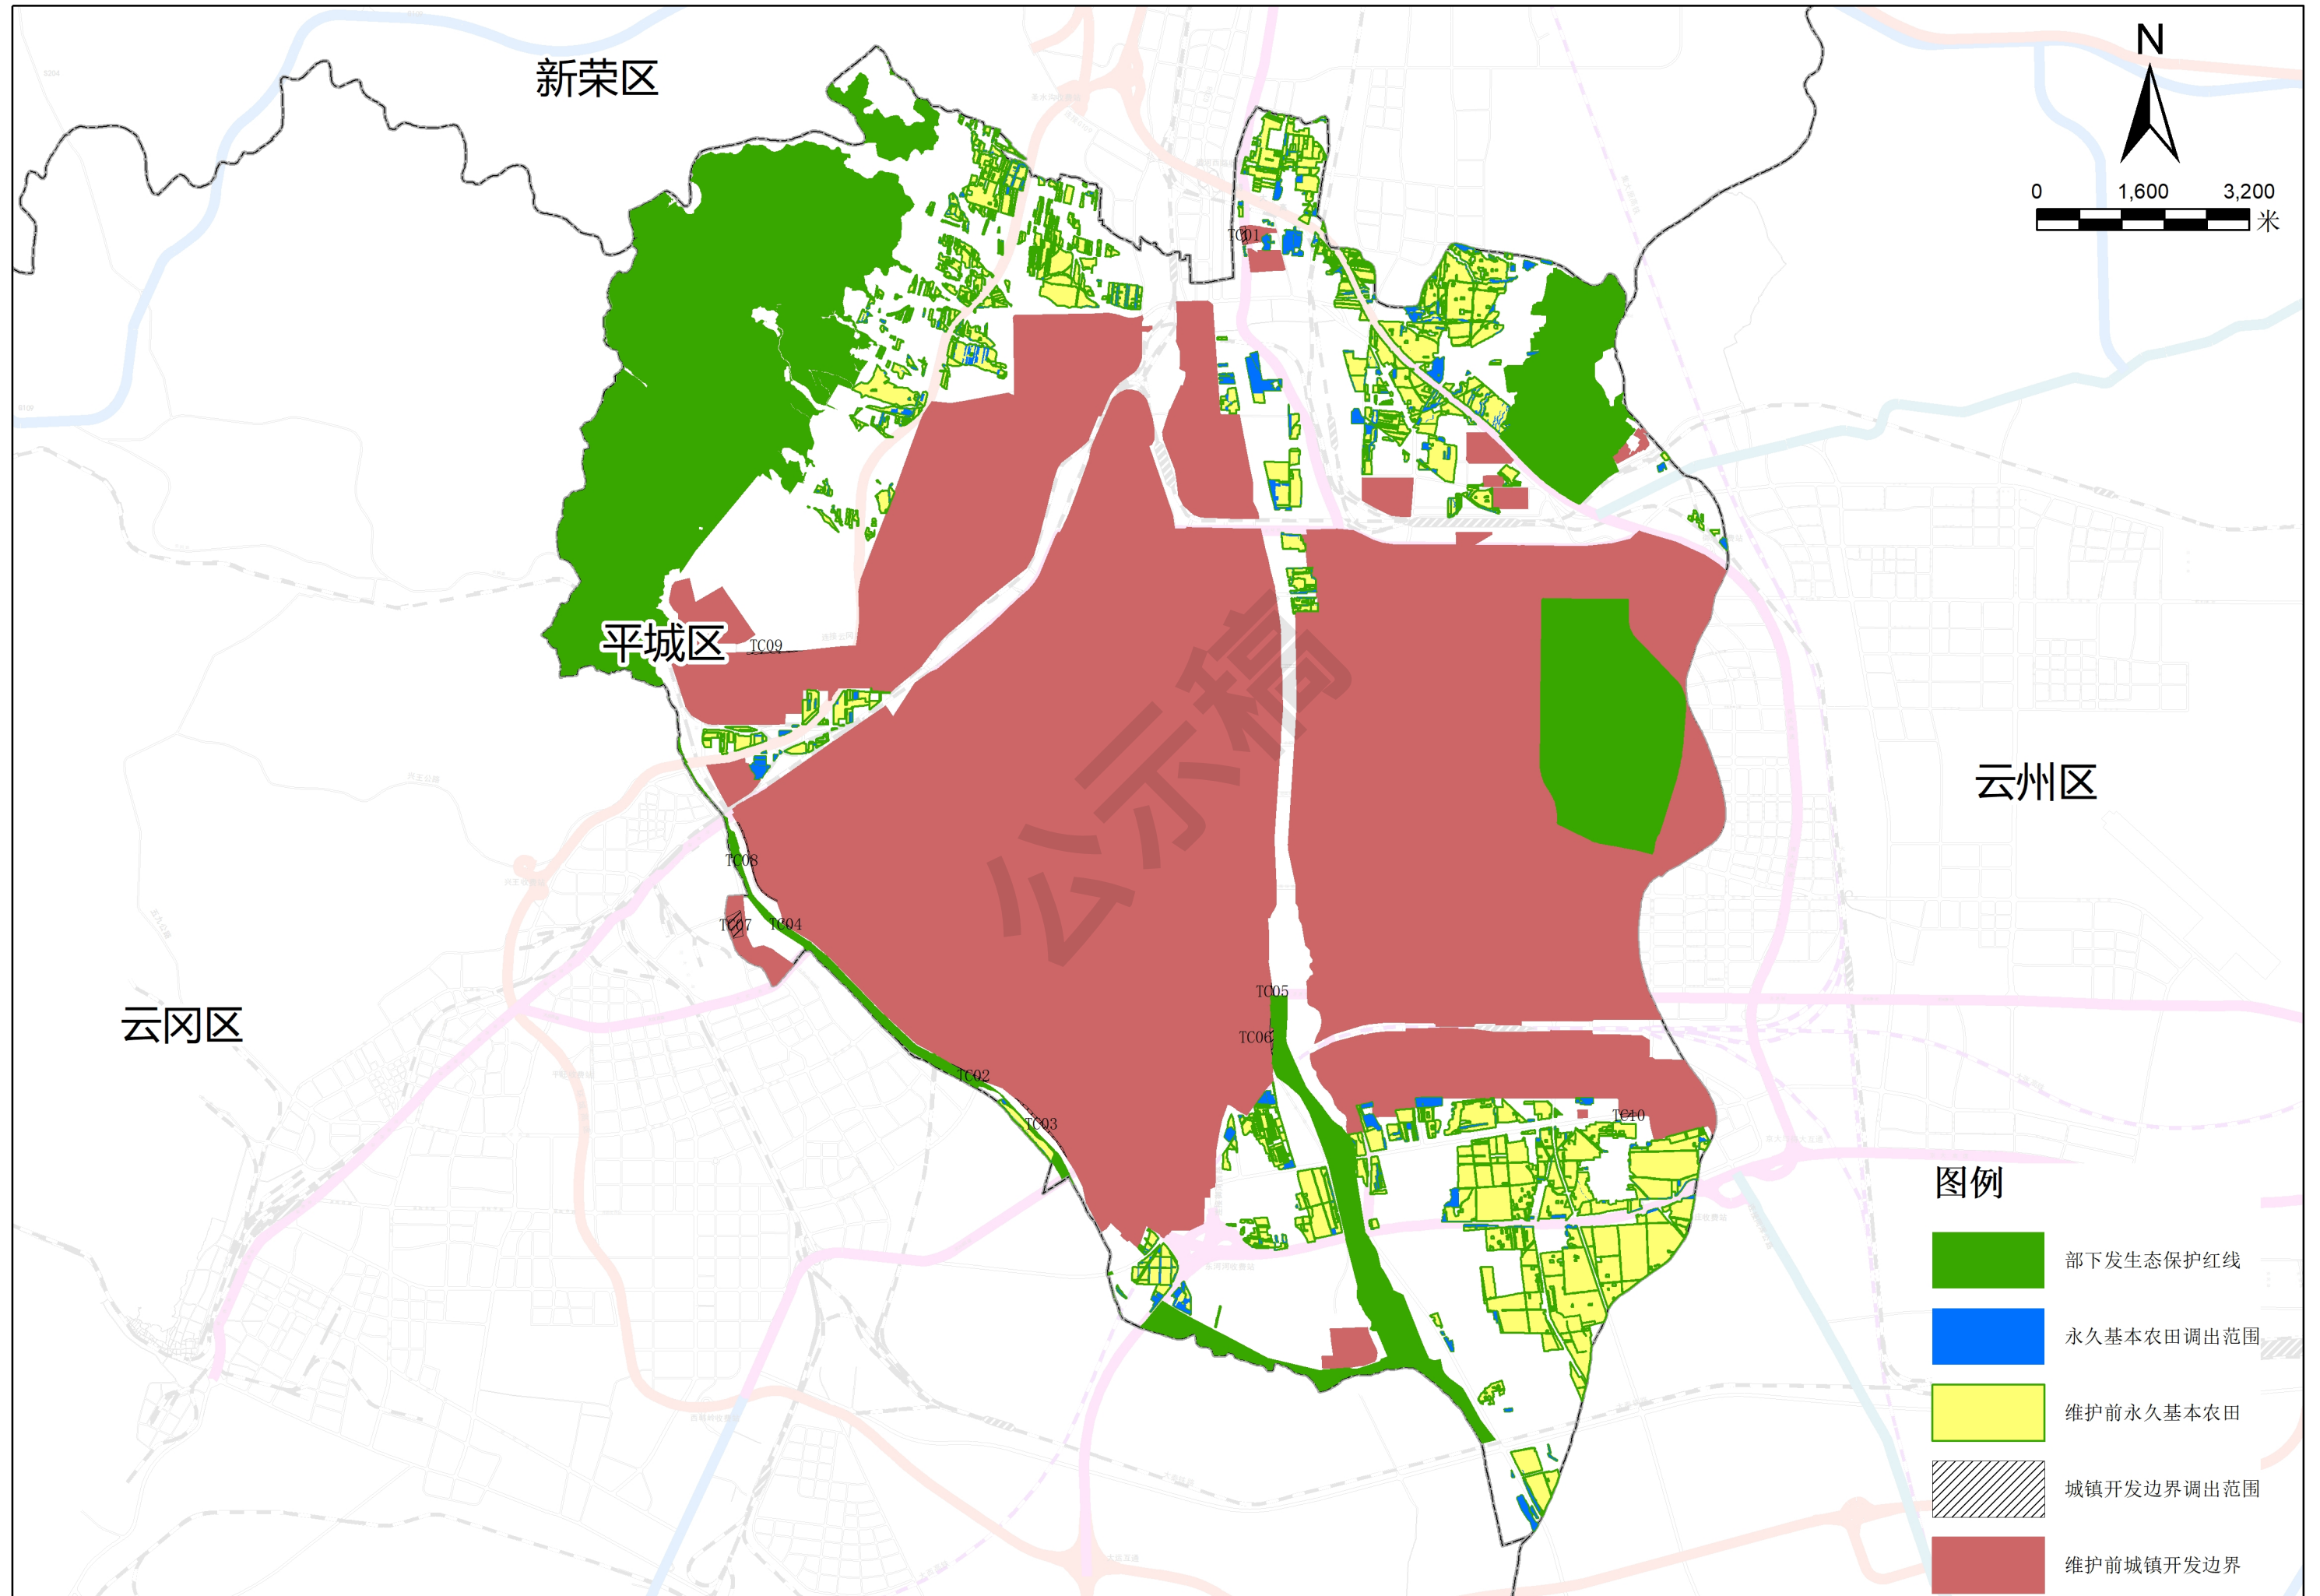 新荣区
N
0 1,600 3,200
米
TC01
平城区
TC09
云州区
公示稿
TC08
TC07
TC04
云冈区
TC05
TC06
TC02
TC03
TC10
图例
部下发生态保护红线
永久基本农田调出范围
维护前永久基本农田
城镇开发边界调出范围
维护前城镇开发边界